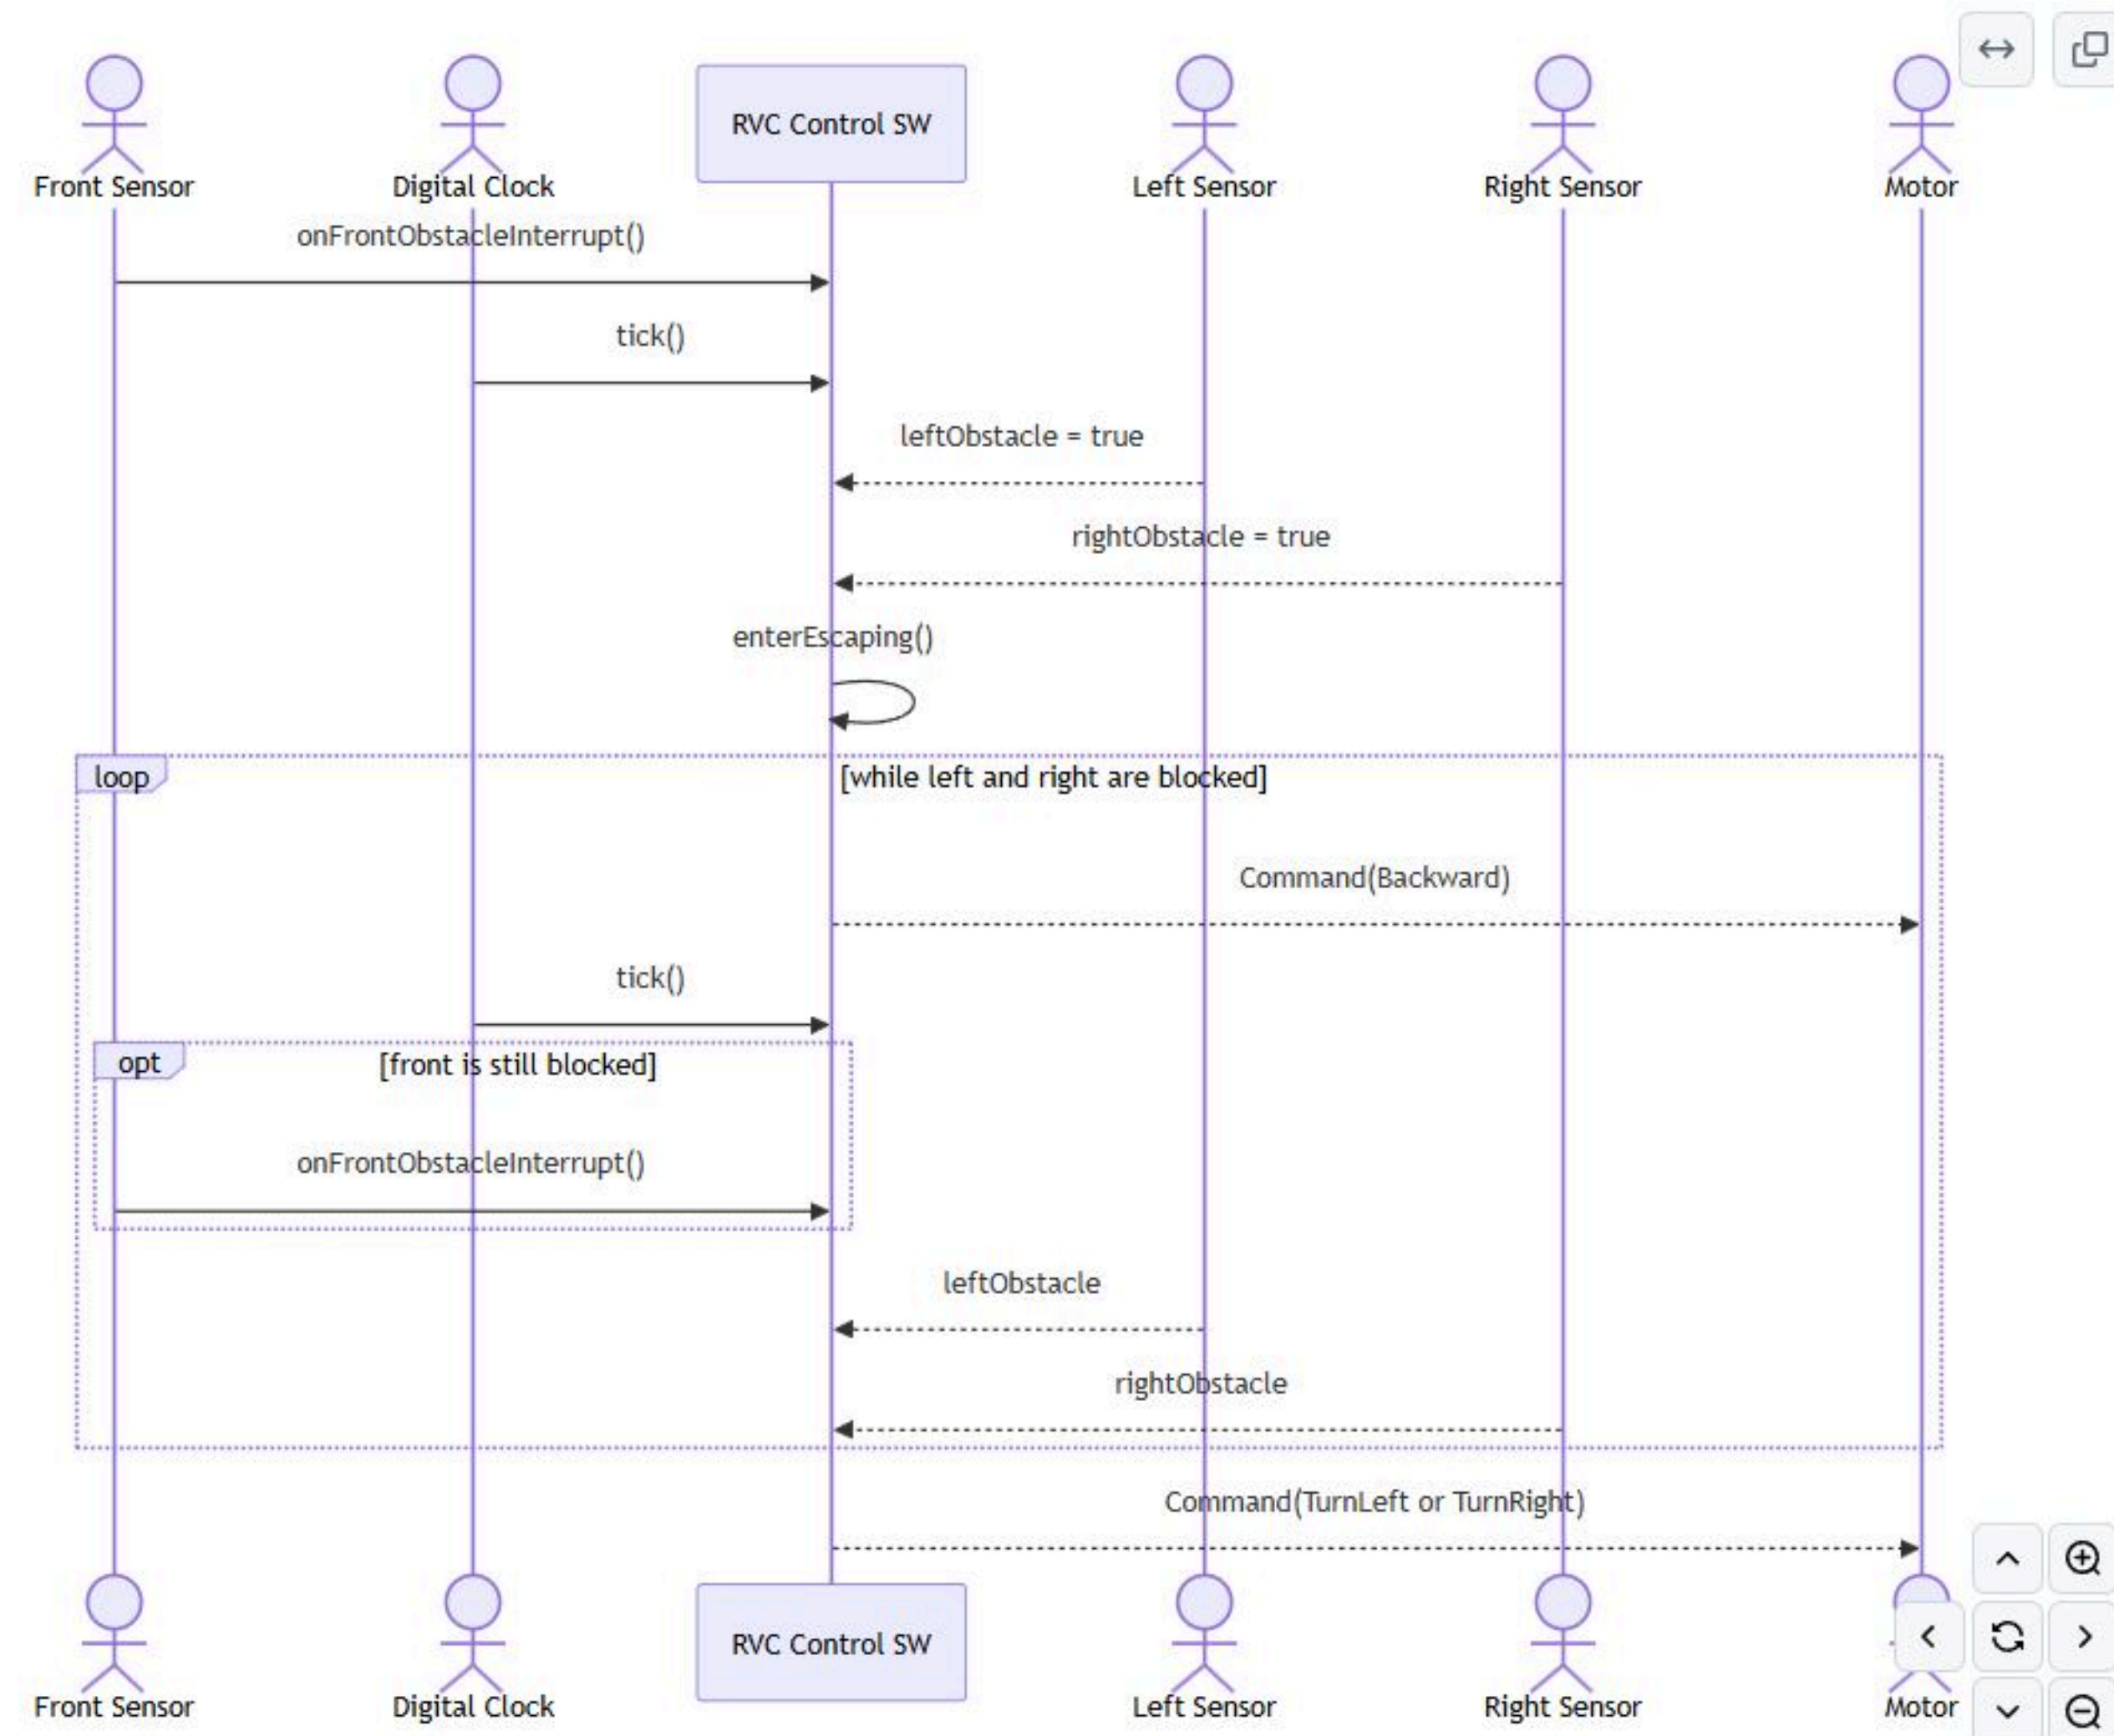 Front Sensor
Digital Clock
RVC Control SW
Left Sensor
Right Sensor
Motor
onFrontObstacleInterrupt()
tick()
leftObstacle = true
rightObstacle = true
enterEscaping()
loop
[while left and right are blocked]
Command(Backward)
tick()
opt
[front is still blocked]
onFrontObstacleInterrupt()
leftObstacle
rightObstacle
Command(TurnLeft or TurnRight)
Front Sensor
Digital Clock
RVC Control SW
Left Sensor
Right Sensor
Motor